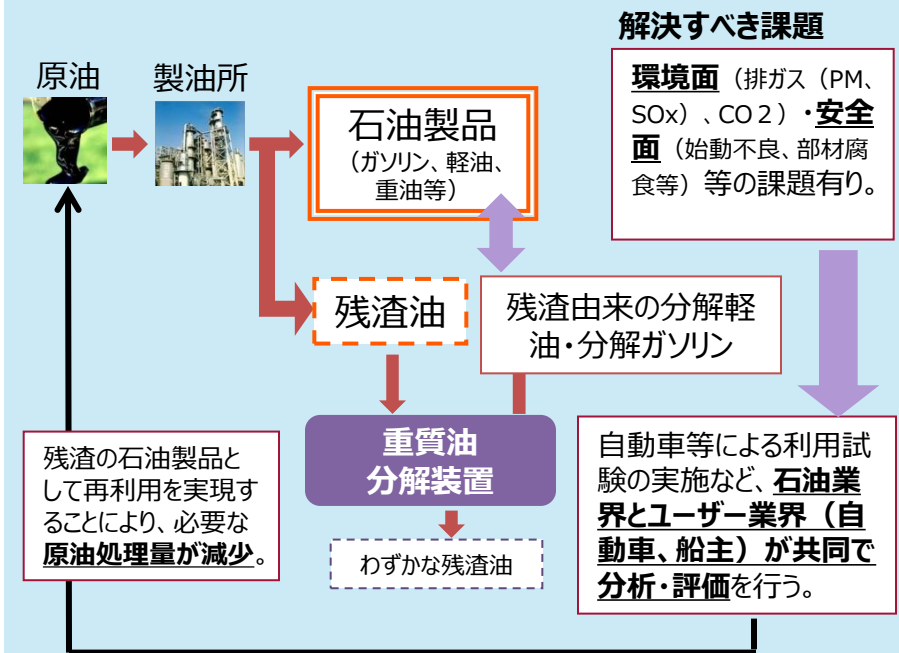 解決すべき課題
原油
製油所
環境面（排ガス（PM、
SOx）、CO２）・安全
面（始動不良、部材腐
食等）等の課題有り。
石油製品
（ガソリン、軽油、
重油等）
残渣油
残渣由来の分解軽
油・分解ガソリン
重質油
分解装置
わずかな残渣油
残渣の石油製品と
して再利用を実現す
ることにより、必要な
原油処理量が減少。
自動車等による利用試
験の実施など、石油業
界とユーザー業界（自
動車、船主）が共同で
分析・評価を行う。